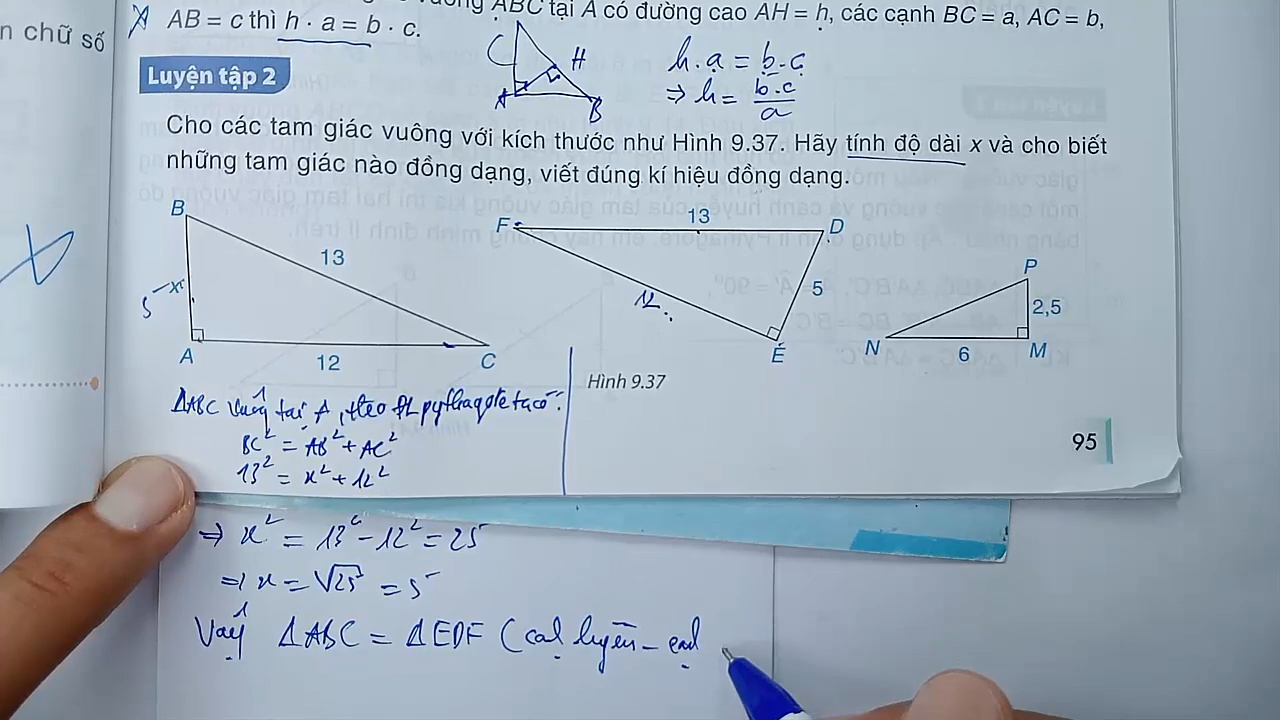 ABC tại A có đường cao AH = h, các cạnh BC = a, AC = b,
n chữ số
AB = c thì h · a = b · c.
C
H
A
B
h.a = b.c
⇒ h = b.c / a
Luyện tập 2
Cho các tam giác vuông với kích thước như Hình 9.37. Hãy tính độ dài x và cho biết
những tam giác nào đồng dạng, viết đúng kí hiệu đồng dạng.
B
13
5
x
A
12
C
F
13
D
12
5
E
P
2,5
N
6
M
Hình 9.37
ΔABC vuông tại A, theo ĐL pythagore ta có:
BC² = AB² + AC²
13² = x² + 12²
95
⇒ x² = 13² - 12² = 25
⇒ x = √25 = 5
Vậy ΔABC = ΔEDF (cạh huyền - cạh